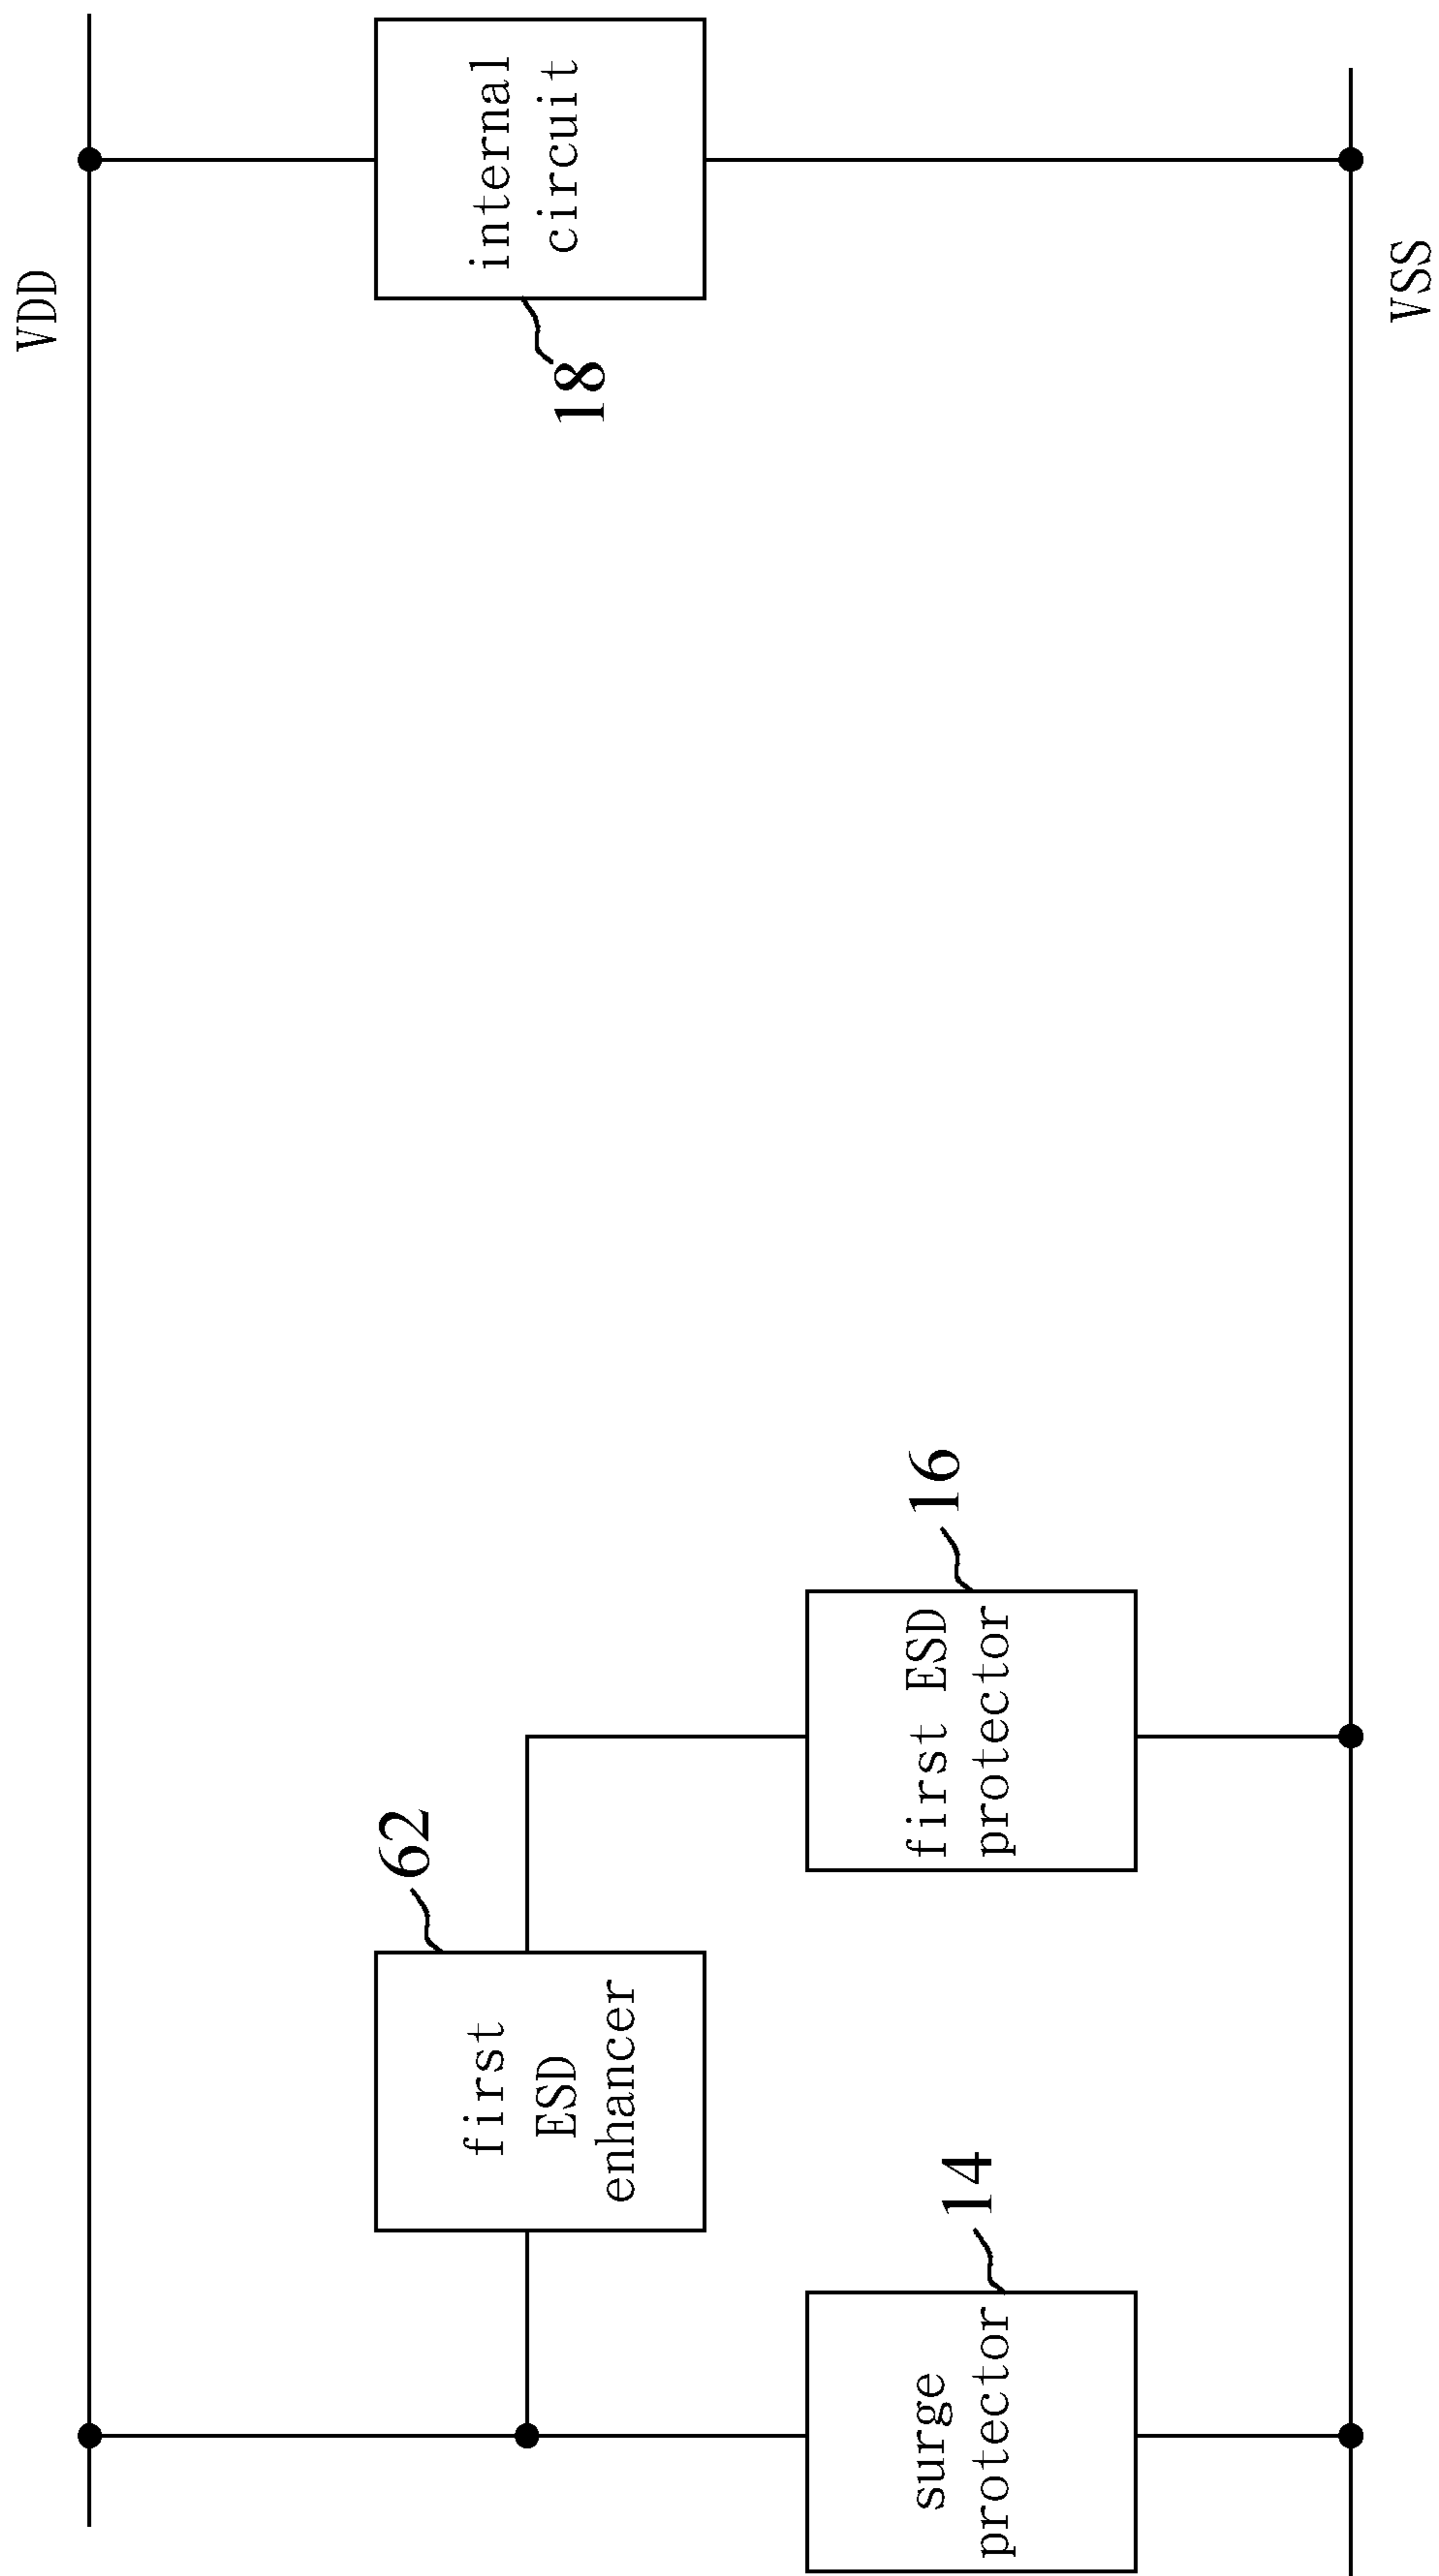 VDD
62
first
ESD
enhancer
internal
circuit
18
14
surge
protector
16
first ESD
protector
VSS